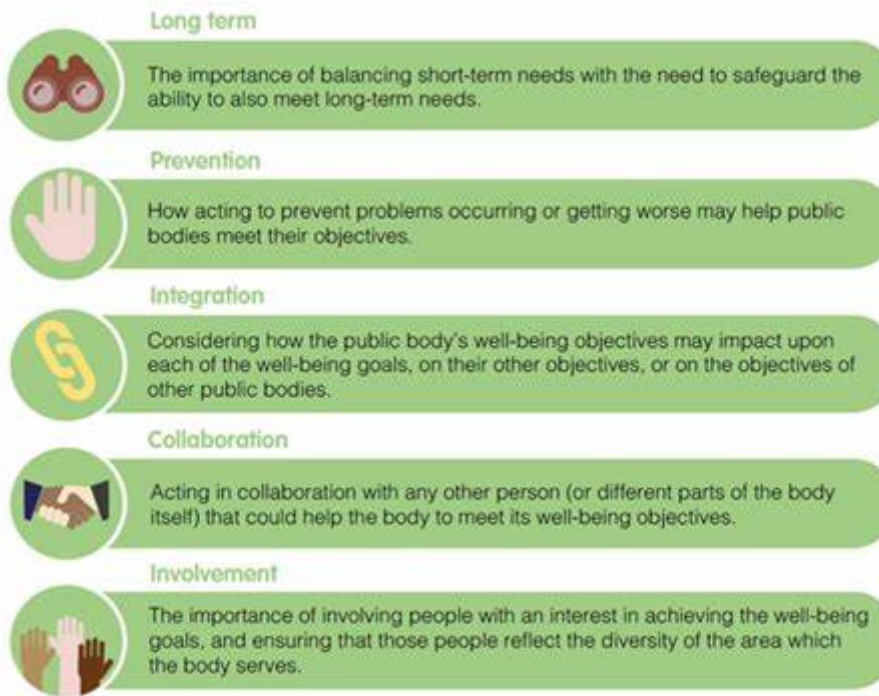 Long term
The importance of balancing short-term needs with the need to safeguard the
ability to also meet long-term needs.
Prevention
How acting to prevent problems occurring or getting worse may help public
bodies meet their objectives.
Integration
Considering how the public body's well-being objectives may impact upon
each of the well-being goals, on their other objectives, or on the objectives of
other public bodies.
Collaboration
Acting in collaboration with any other person (or different parts of the body
itself) that could help the body to meet its well-being objectives.
Involvement
The importance of involving people with an interest in achieving the well-being
goals, and ensuring that those people reflect the diversity of the area which
the body serves.